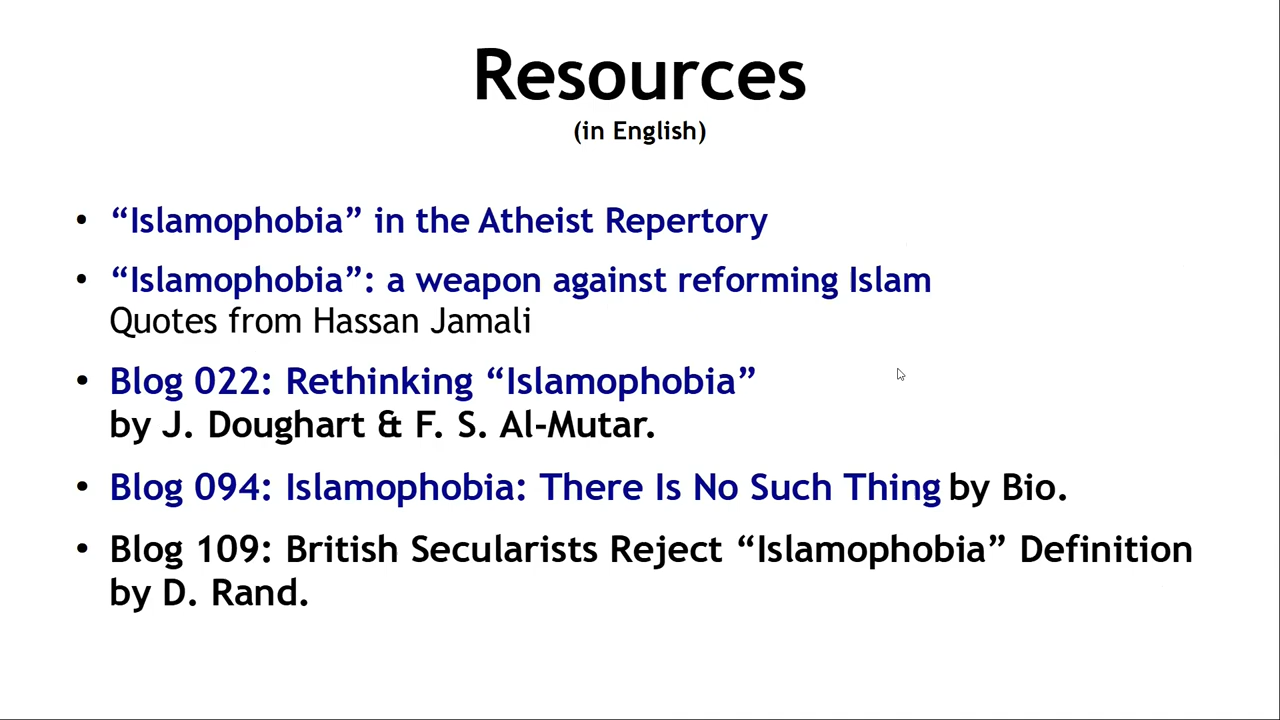 Resources
(in English)
• “Islamophobia” in the Atheist Repertory
• “Islamophobia”: a weapon against reforming Islam
Quotes from Hassan Jamali
• Blog 022: Rethinking “Islamophobia”
by J. Doughart & F. S. Al-Mutar.
• Blog 094: Islamophobia: There Is No Such Thing by Bio.
• Blog 109: British Secularists Reject “Islamophobia” Definition
by D. Rand.